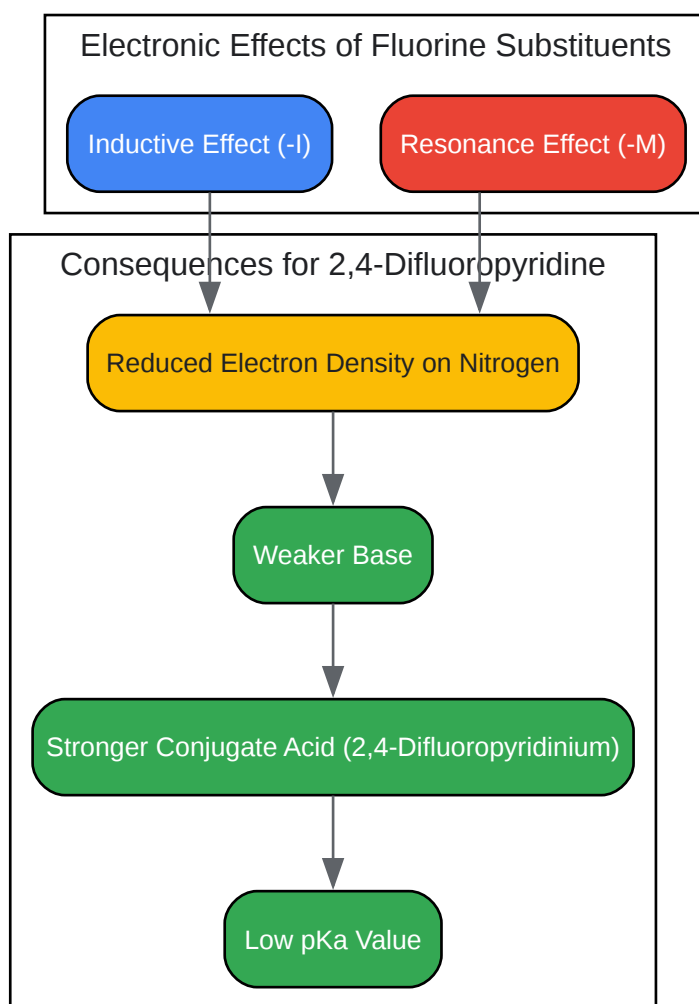 Electronic Effects of Fluorine Substituents
Inductive Effect (-I)
Resonance Effect (-M)
Consequences for 2,4-Difluoropyridine
Reduced Electron Density on Nitrogen
Weaker Base
Stronger Conjugate Acid (2,4-Difluoropyridinium)
Low pKa Value